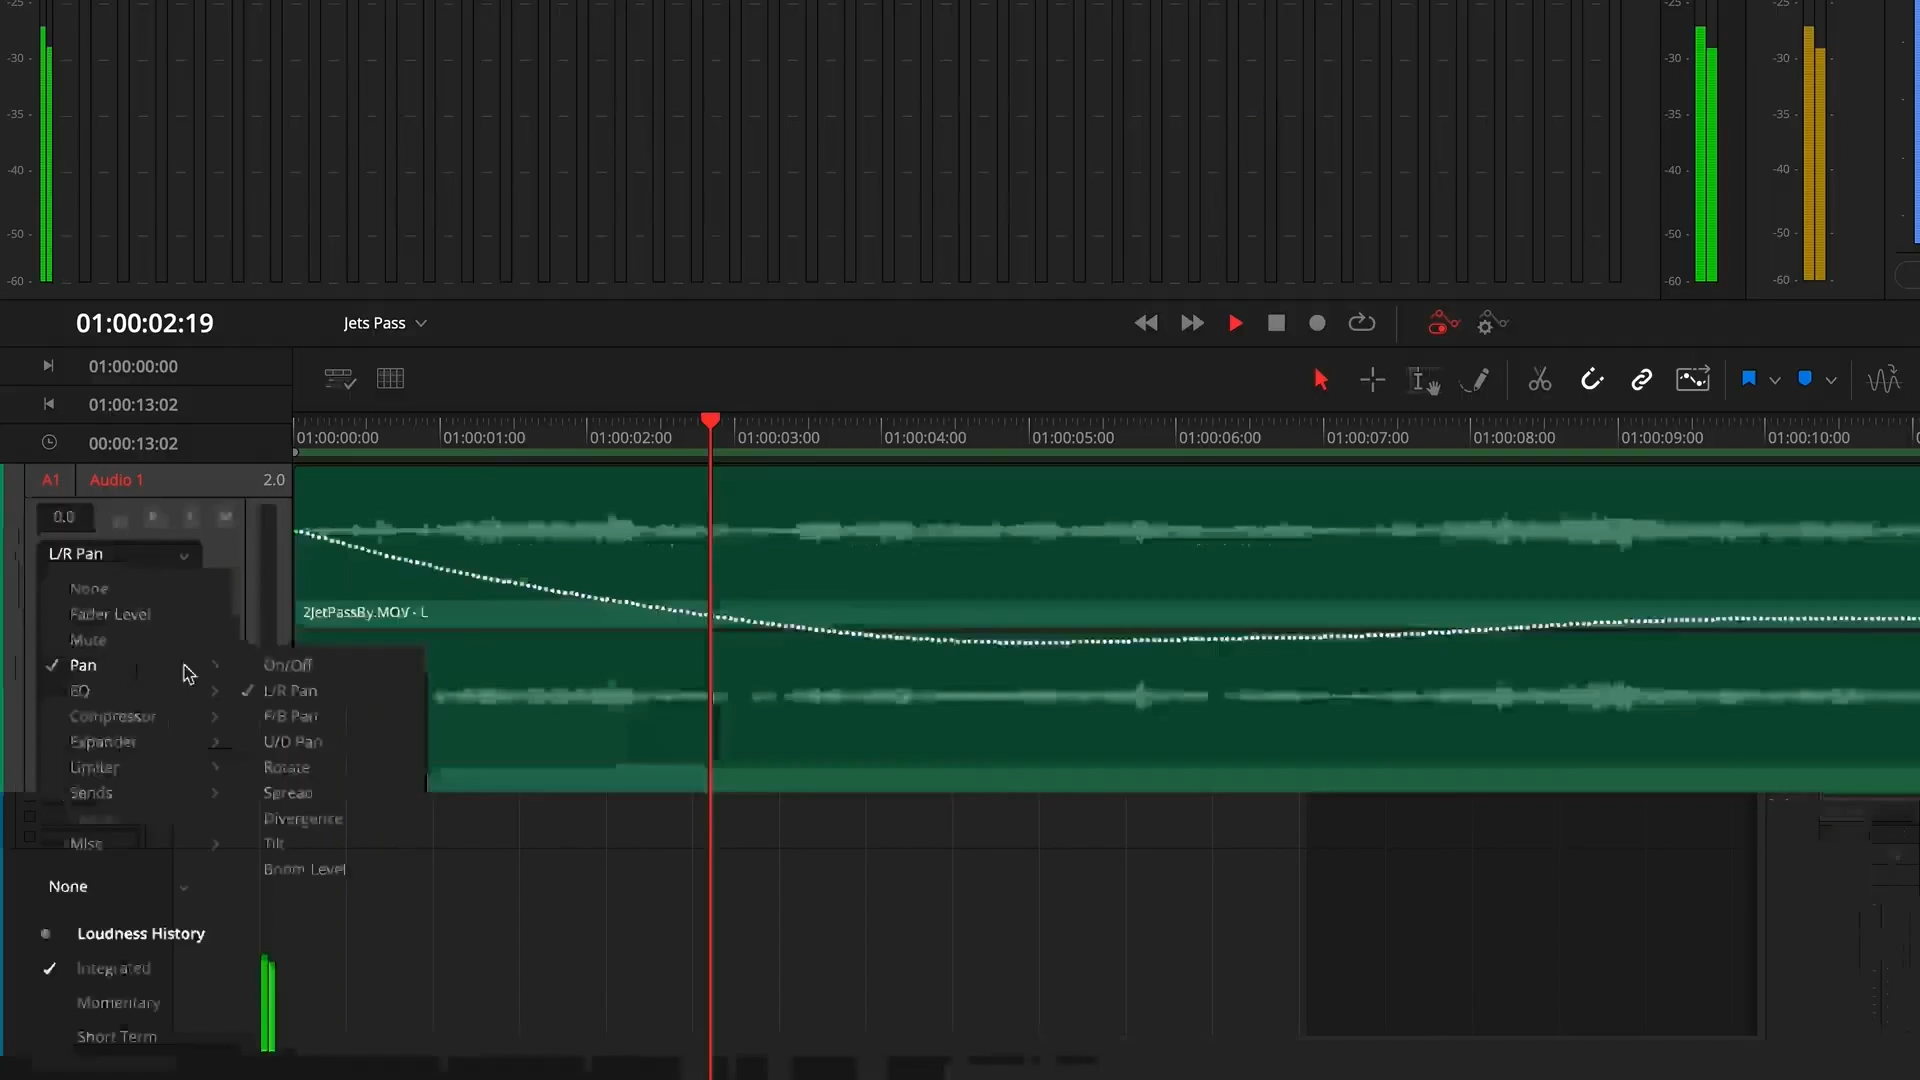 -25 -25 -25
-30 -30 -30
-35 -35 -35
-40 -40 -40
-50 -50 -50
-60 -60 -60
01:00:02:19 Jets Pass
01:00:00:00
01:00:13:02
00:00:13:02
01:00:00:00 01:00:01:00 01:00:02:00 01:00:03:00 01:00:04:00 01:00:05:00 01:00:06:00 01:00:07:00 01:00:08:00 01:00:09:00 01:00:10:00
A1 Audio 1 2.0
0.0
L/R Pan
None
Fader Level
2JetPassBy.MOV - L
Mute
Pan On/Off
EQ L/R Pan
Compressor F/B Pan
Expander U/D Pan
Limiter Rotate
Sends Spread
Divergence
Misc Tilt
Boom Level
None
Loudness History
Integrated
Momentary
Short Term